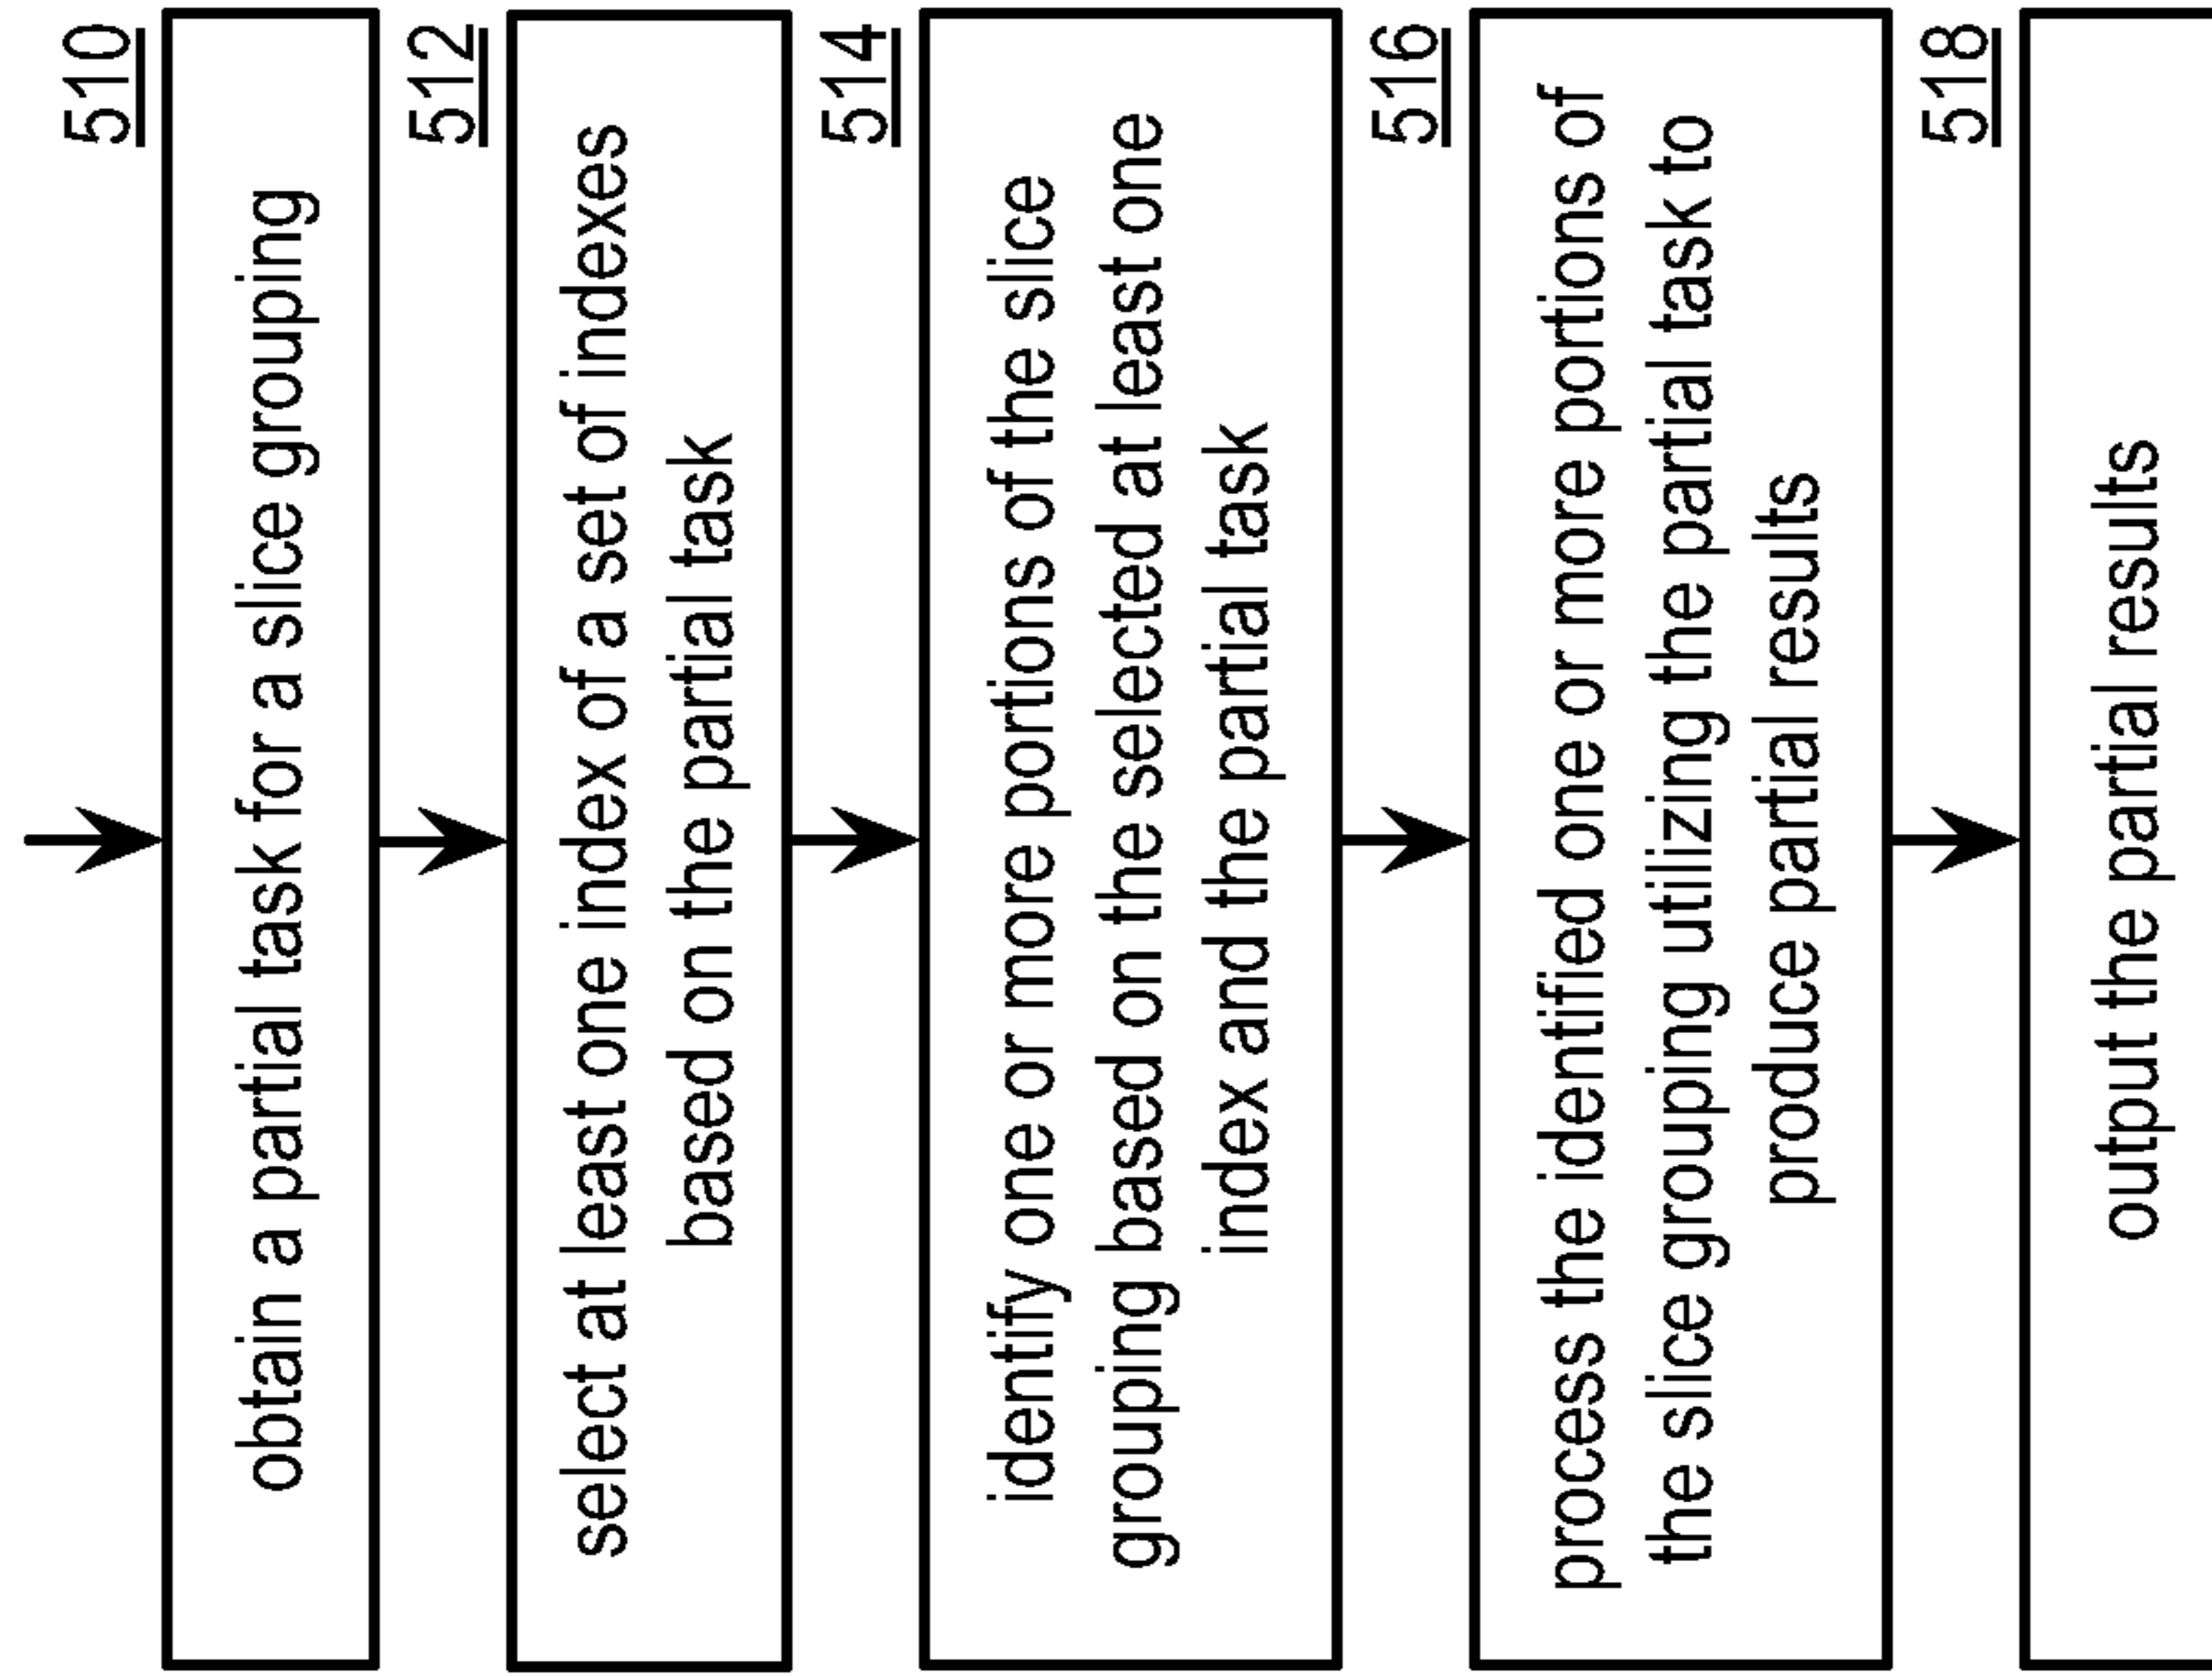 510
obtain a partial task for a slice grouping
512
select at least one index of a set of indexes
based on the partial task
514
identify one or more portions of the slice
grouping based on the selected at least one
index and the partial task
516
process the identified one or more portions of
the slice grouping utilizing the partial task to
produce partial results
518
output the partial results